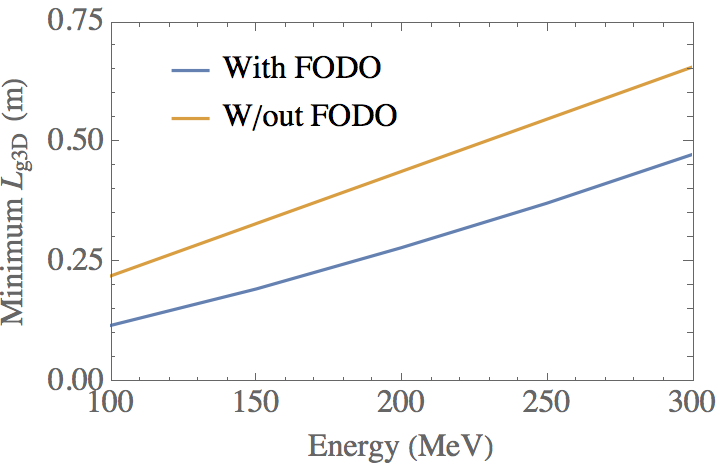 0.75
With FODO
W/out FODO
0.50
Minimum Lg3D (m)
0.25
0.00
100 150 200 250 300
Energy (MeV)